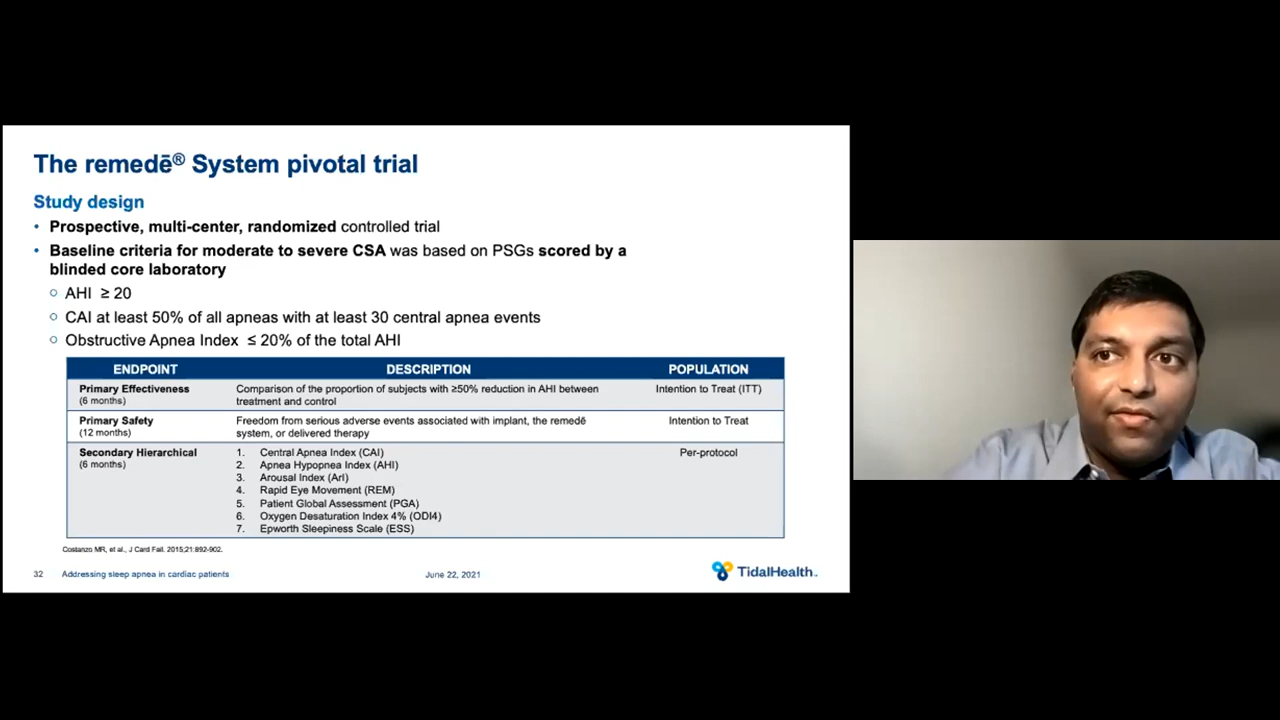 The remedē® System pivotal trial
Study design
• Prospective, multi-center, randomized controlled trial
• Baseline criteria for moderate to severe CSA was based on PSGs scored by a
blinded core laboratory
○ AHI ≥ 20
○ CAI at least 50% of all apneas with at least 30 central apnea events
○ Obstructive Apnea Index ≤ 20% of the total AHI
ENDPOINT DESCRIPTION POPULATION
Primary Effectiveness
(6 months)
Comparison of the proportion of subjects with ≥50% reduction in AHI between
treatment and control
Intention to Treat (ITT)
Primary Safety
(12 months)
Freedom from serious adverse events associated with implant, the remedē
system, or delivered therapy
Intention to Treat
Secondary Hierarchical
(6 months)
1. Central Apnea Index (CAI)
2. Apnea Hypopnea Index (AHI)
3. Arousal Index (ArI)
4. Rapid Eye Movement (REM)
5. Patient Global Assessment (PGA)
6. Oxygen Desaturation Index 4% (ODI4)
7. Epworth Sleepiness Scale (ESS)
Per-protocol
Costanzo MR, et al., J Card Fail. 2015;21:892-902.
32 Addressing sleep apnea in cardiac patients June 22, 2021 TidalHealth™